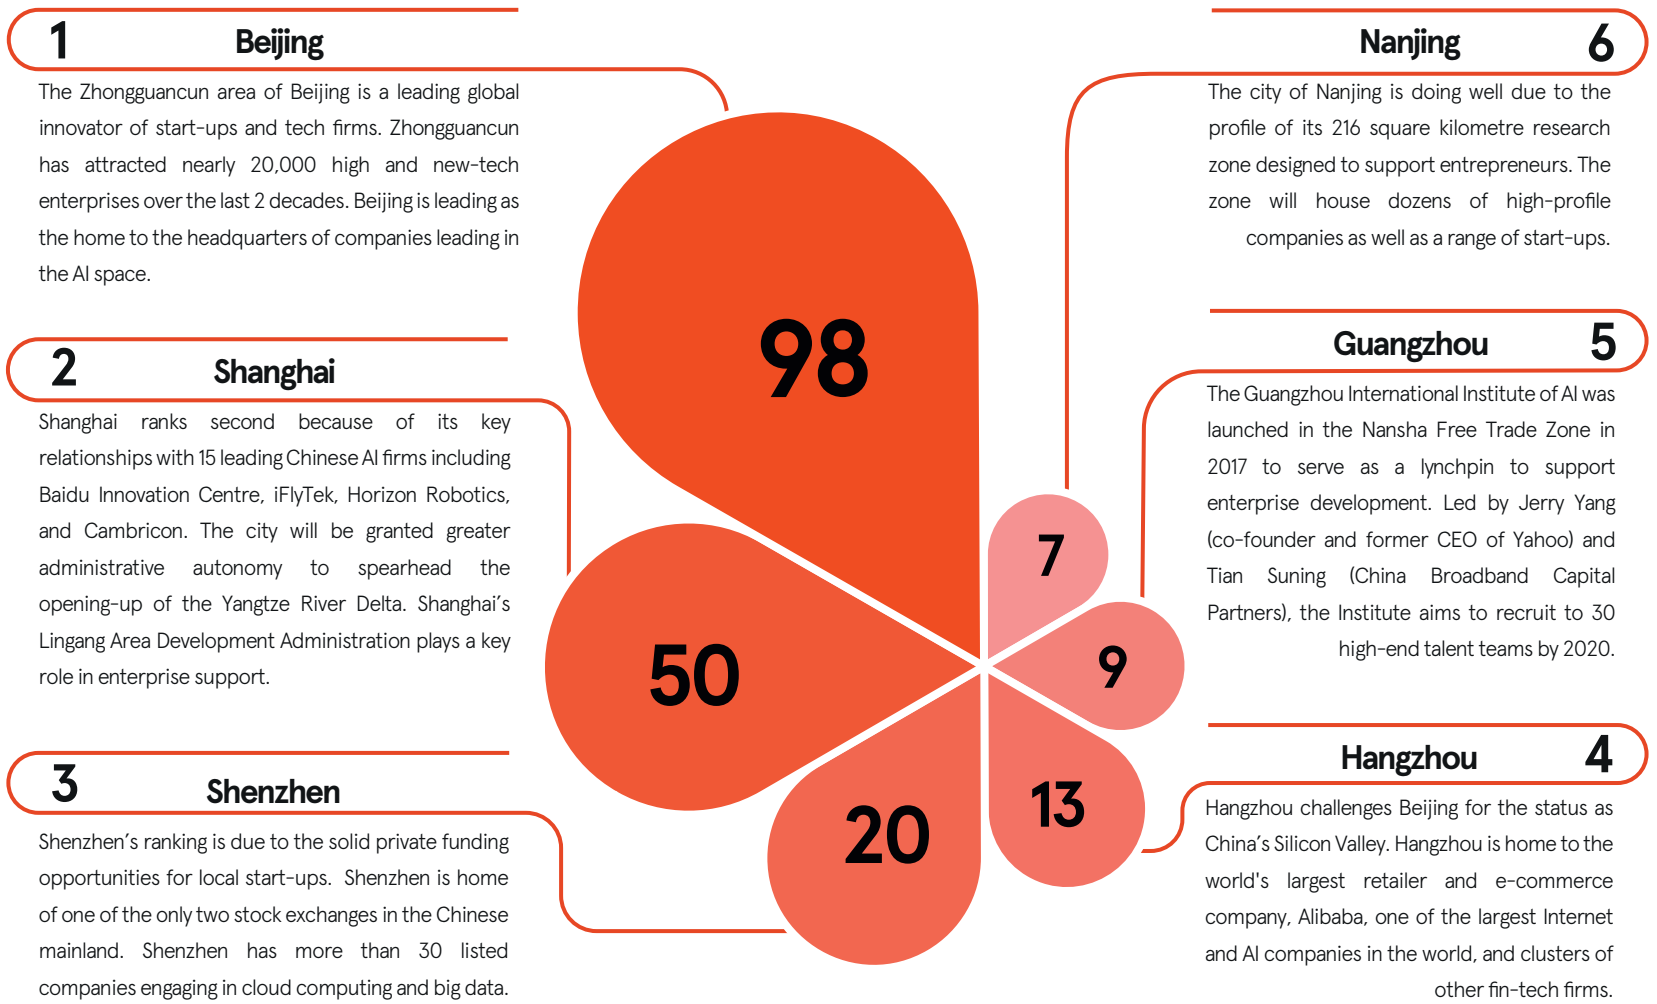 1 Beijing
The Zhongguancun area of Beijing is a leading global
innovator of start-ups and tech firms. Zhongguancun
has attracted nearly 20,000 high and new-tech
enterprises over the last 2 decades. Beijing is leading as
the home to the headquarters of companies leading in
the AI space.
2 Shanghai
Shanghai ranks second because of its key
relationships with 15 leading Chinese AI firms including
Baidu Innovation Centre, iFlyTek, Horizon Robotics,
and Cambricon. The city will be granted greater
administrative autonomy to spearhead the
opening-up of the Yangtze River Delta. Shanghai's
Lingang Area Development Administration plays a key
role in enterprise support.
3 Shenzhen
Shenzhen's ranking is due to the solid private funding
opportunities for local start-ups. Shenzhen is home
of one of the only two stock exchanges in the Chinese
mainland. Shenzhen has more than 30 listed
companies engaging in cloud computing and big data.
98
50
20
7
9
13
Nanjing 6
The city of Nanjing is doing well due to the
profile of its 216 square kilometre research
zone designed to support entrepreneurs. The
zone will house dozens of high-profile
companies as well as a range of start-ups.
Guangzhou 5
The Guangzhou International Institute of AI was
launched in the Nansha Free Trade Zone in
2017 to serve as a lynchpin to support
enterprise development. Led by Jerry Yang
(co-founder and former CEO of Yahoo) and
Tian Suning (China Broadband Capital
Partners), the Institute aims to recruit to 30
high-end talent teams by 2020.
Hangzhou 4
Hangzhou challenges Beijing for the status as
China's Silicon Valley. Hangzhou is home to the
world's largest retailer and e-commerce
company, Alibaba, one of the largest Internet
and AI companies in the world, and clusters of
other fin-tech firms.